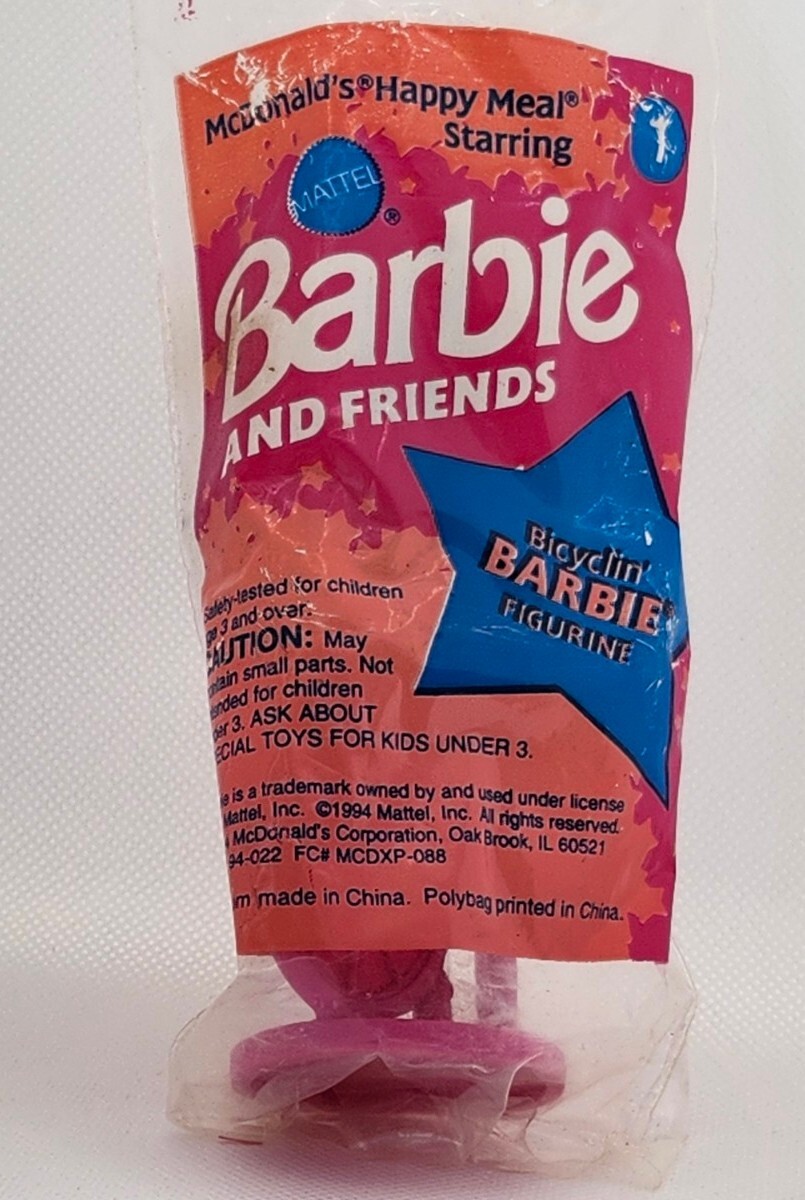 McDonald's® Happy Meal®
Starring
1
MATTEL
®
Barbie
AND FRIENDS
Bicyclin'
BARBIE
FIGURINE
Safety-tested for children
3 and over.
CAUTION: May
small parts. Not
for children
3. ASK ABOUT
TOYS FOR KIDS UNDER 3.
is a trademark owned by and used under license
Mattel, Inc. ©1994 Mattel, Inc. All rights reserved.
McDonald's Corporation, Oak Brook, IL 60521
94-022 FC# MCDXP-088
made in China. Polybag printed in China.